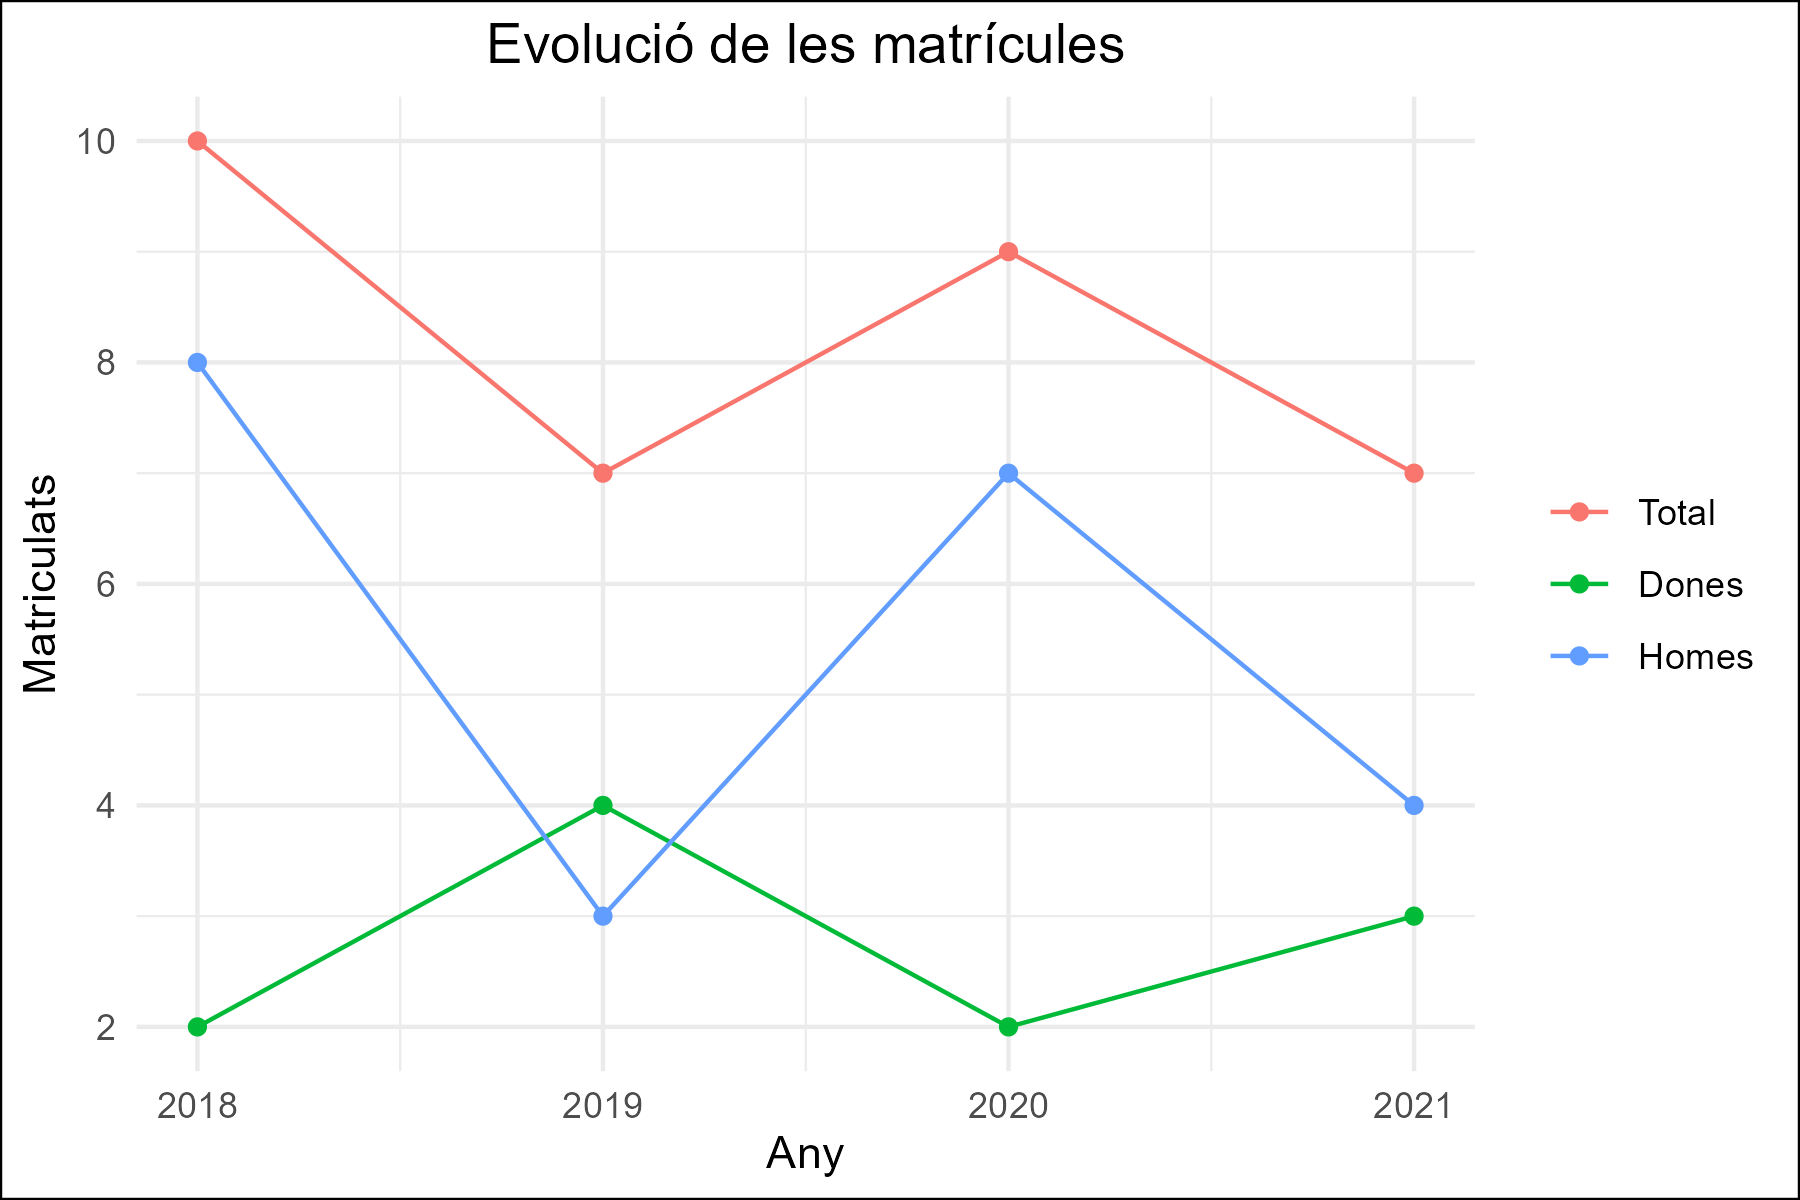 Evolució de les matrícules
10
8
6
4
2
Matriculats
2018 2019 2020 2021
Any
Total
Dones
Homes